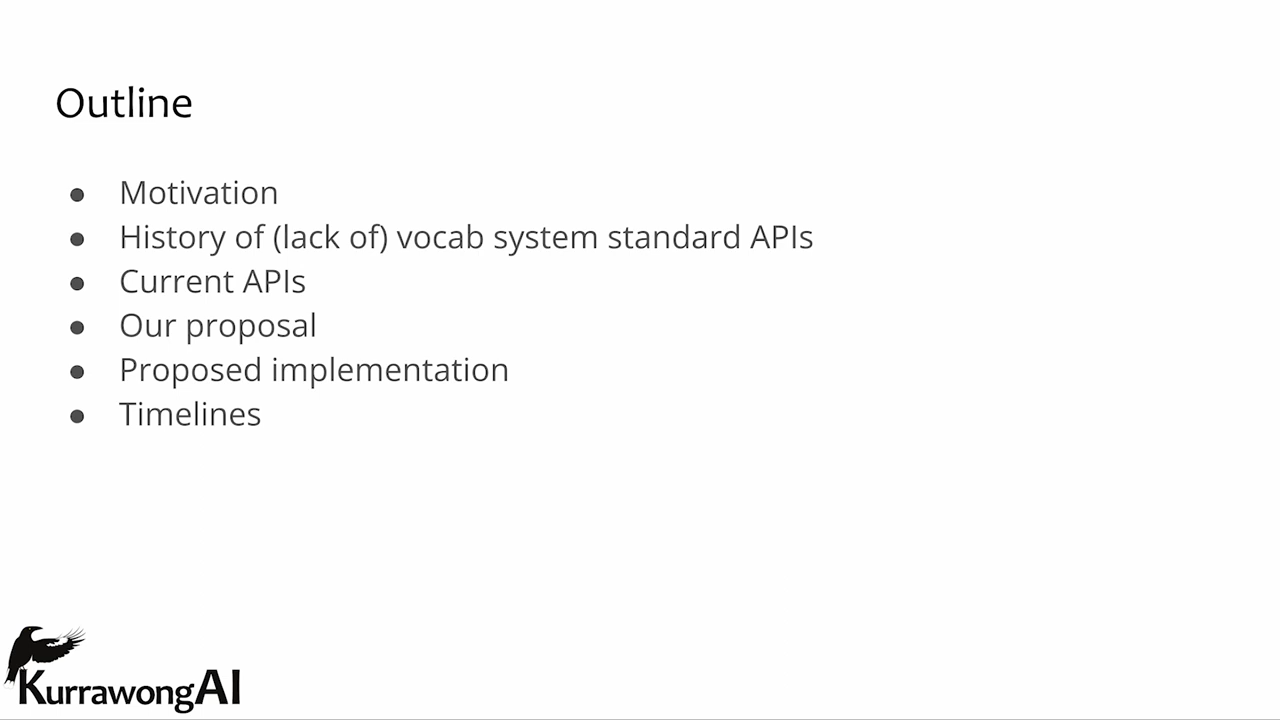 Outline
● Motivation
● History of (lack of) vocab system standard APIs
● Current APIs
● Our proposal
● Proposed implementation
● Timelines
KurrawongAI